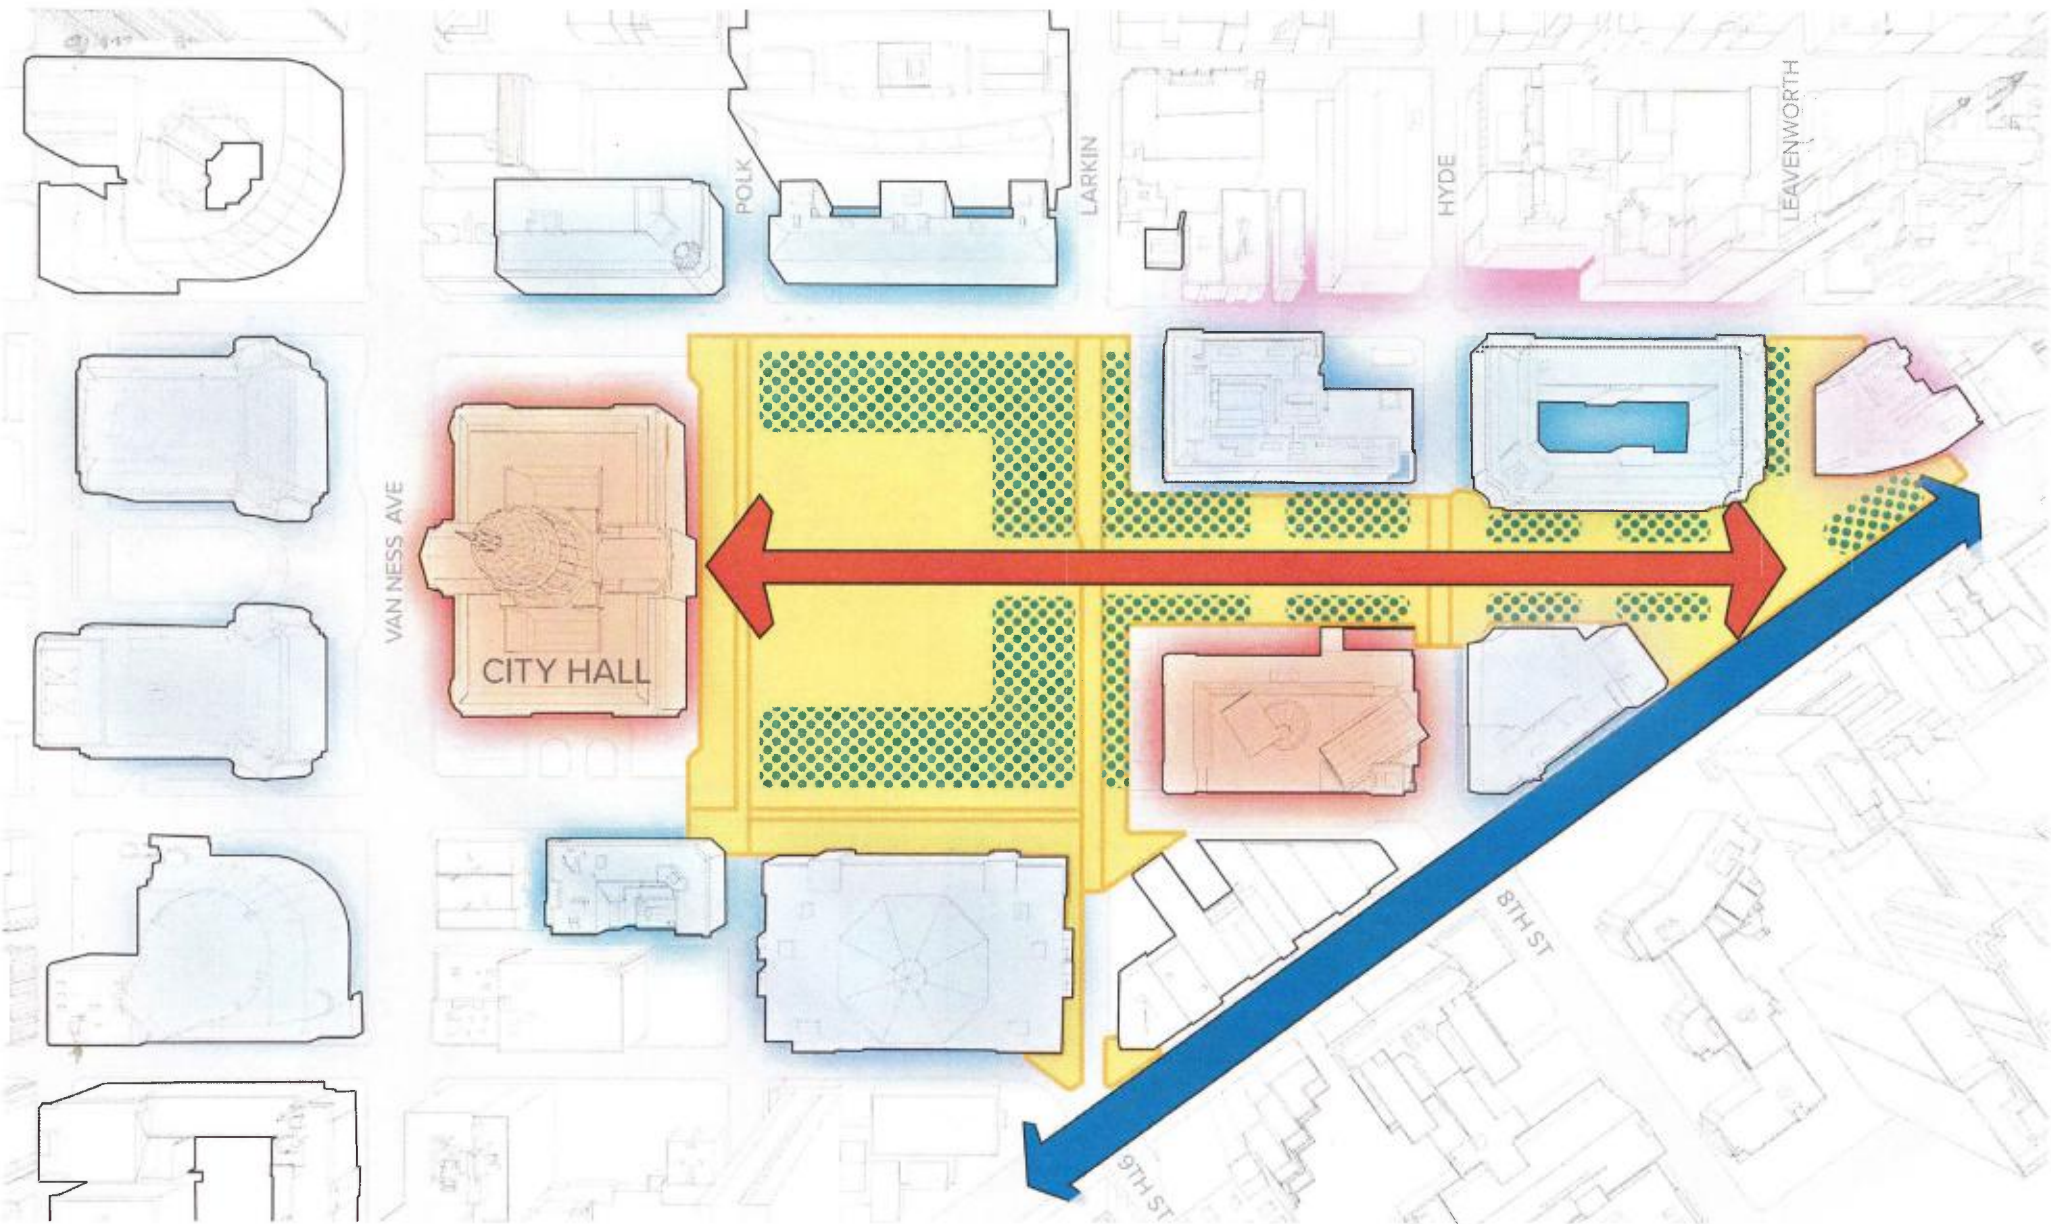 POLK
LARKIN
HYDE
LEAVENWORTH
VAN NESS AVE
CITY HALL
8TH ST
9TH ST